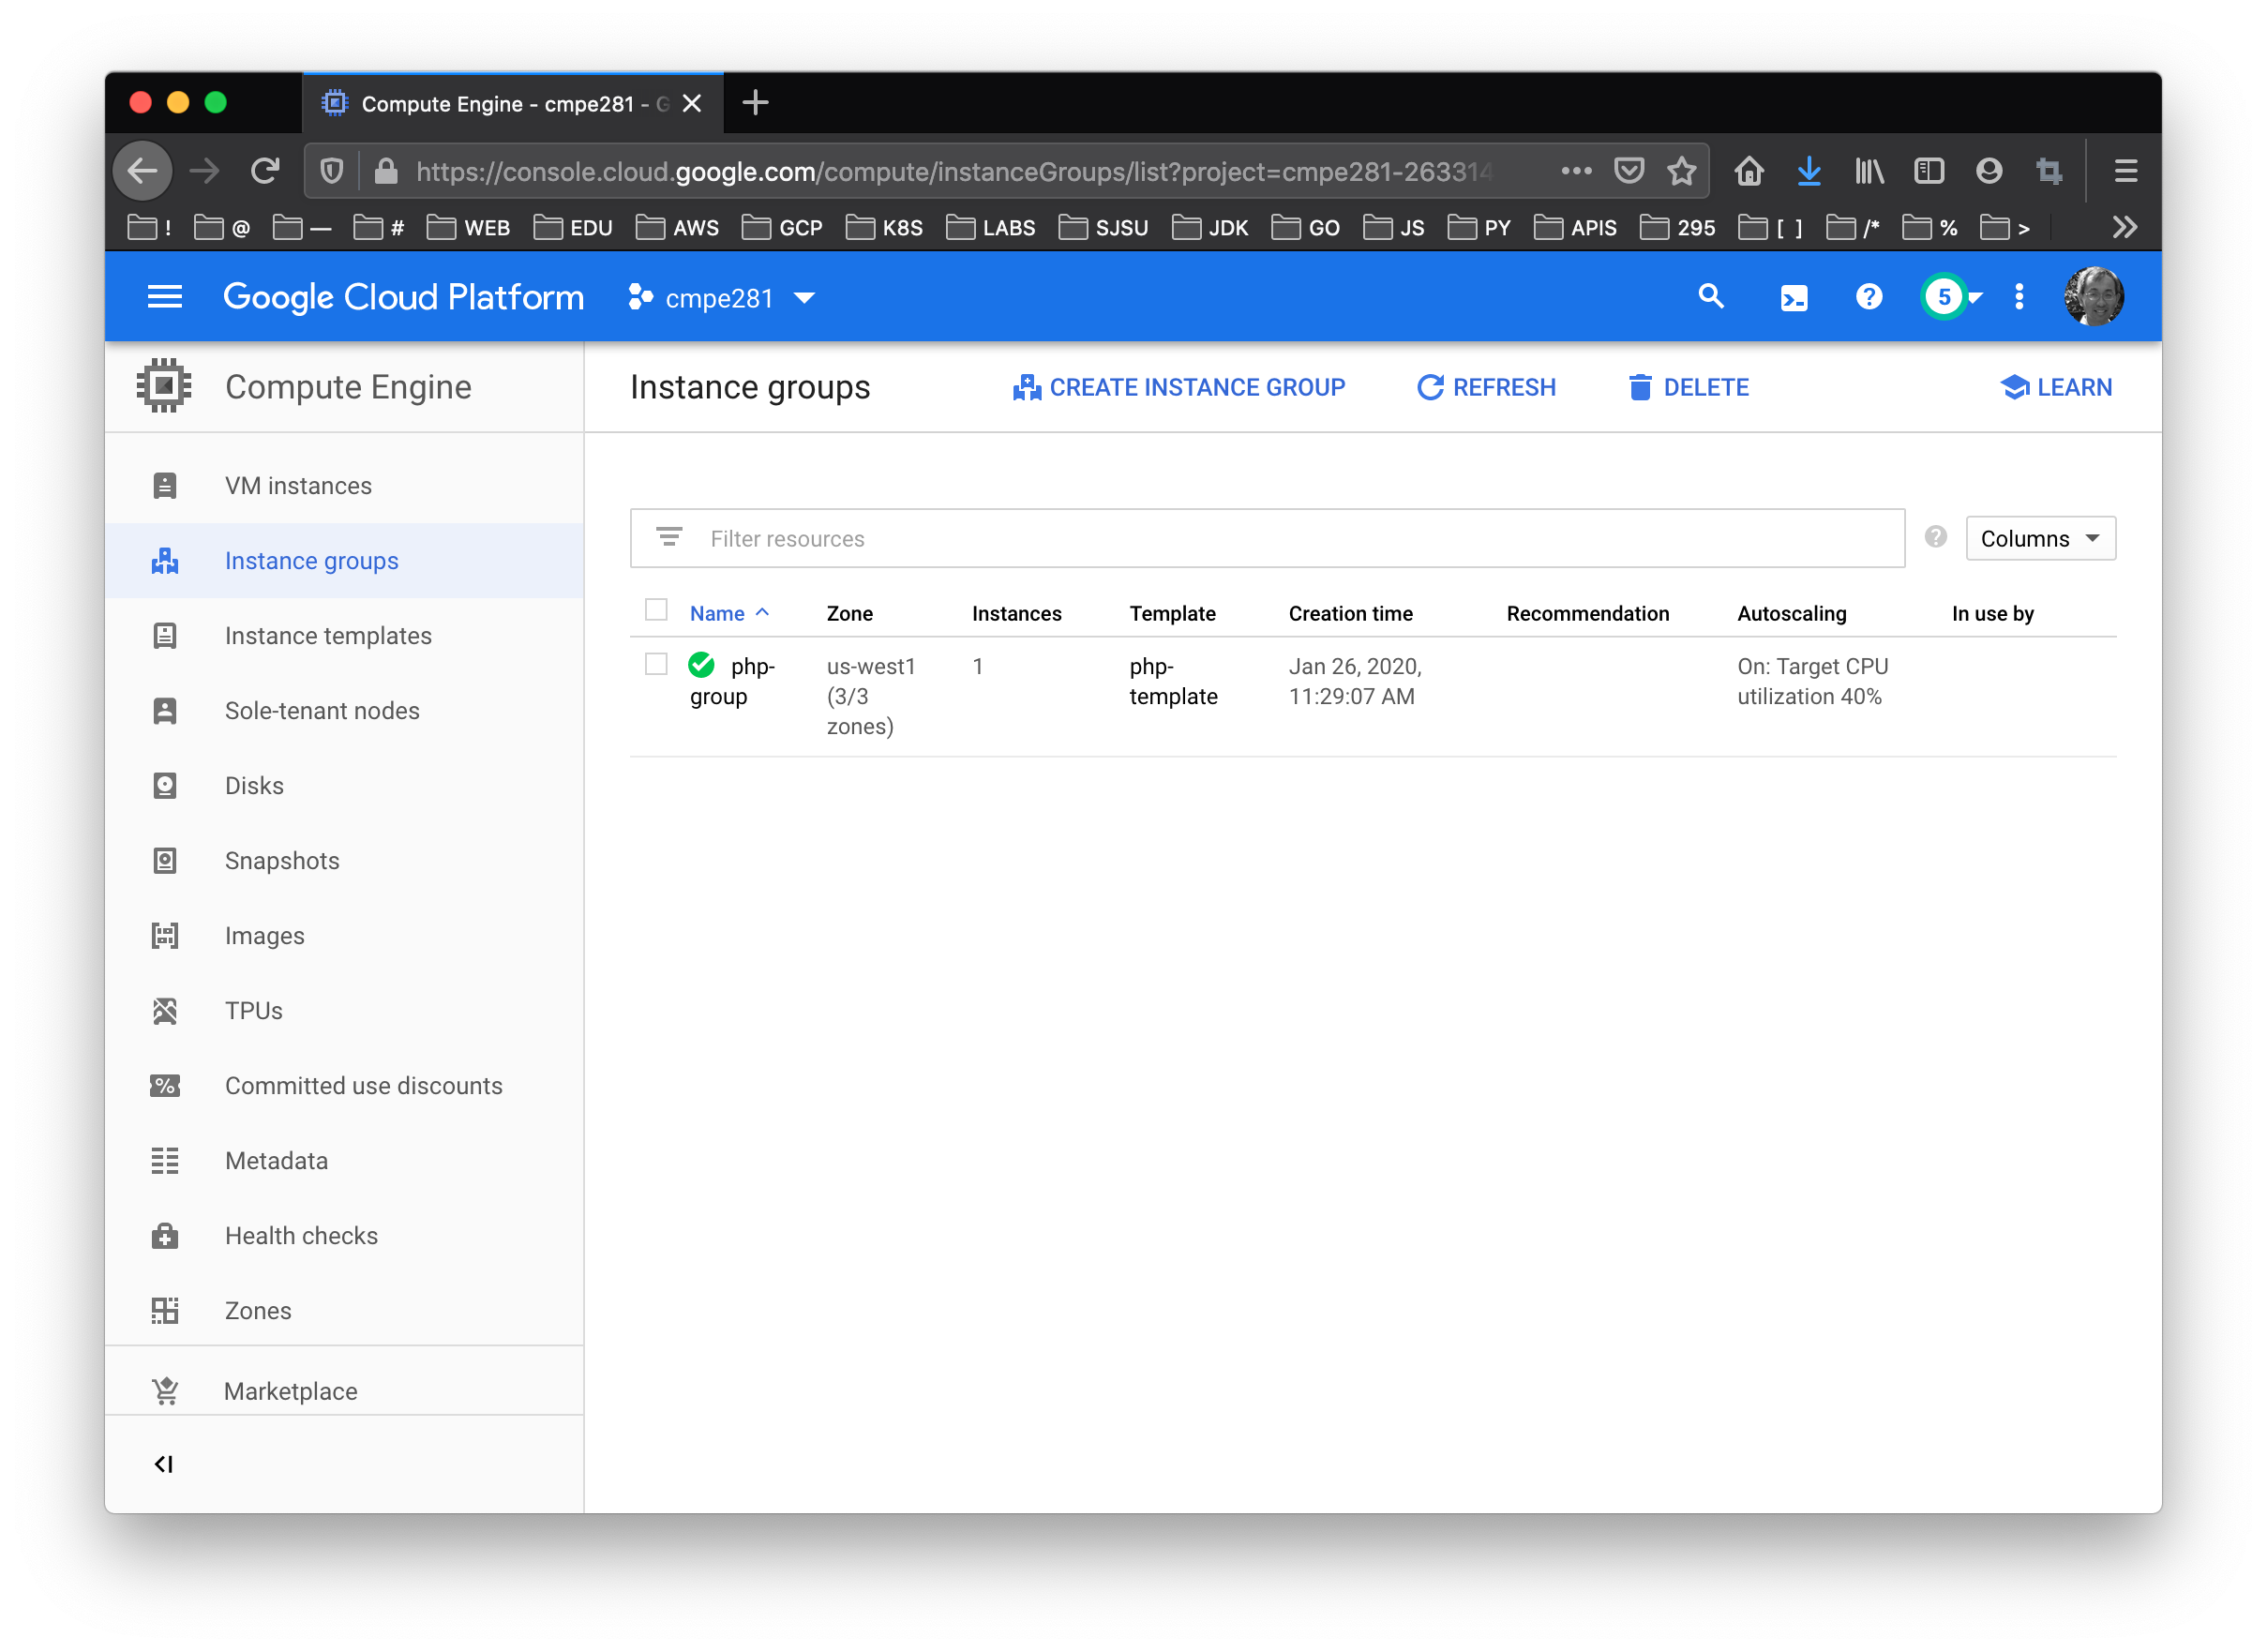 Compute Engine - cmpe281 - G
https://console.cloud.google.com/compute/instanceGroups/list?project=cmpe281-263314
! @ — # WEB EDU AWS GCP K8S LABS SJSU JDK GO JS PY APIS 295 [ ] /* % >
Google Cloud Platform cmpe281 5
Compute Engine
VM instances
Instance groups
Instance templates
Sole-tenant nodes
Disks
Snapshots
Images
TPUs
Committed use discounts
Metadata
Health checks
Zones
Marketplace
Instance groups CREATE INSTANCE GROUP REFRESH DELETE LEARN
Filter resources Columns
Name Zone Instances Template Creation time Recommendation Autoscaling In use by
php- us-west1 1 php- Jan 26, 2020, On: Target CPU
group (3/3 template 11:29:07 AM utilization 40%
zones)